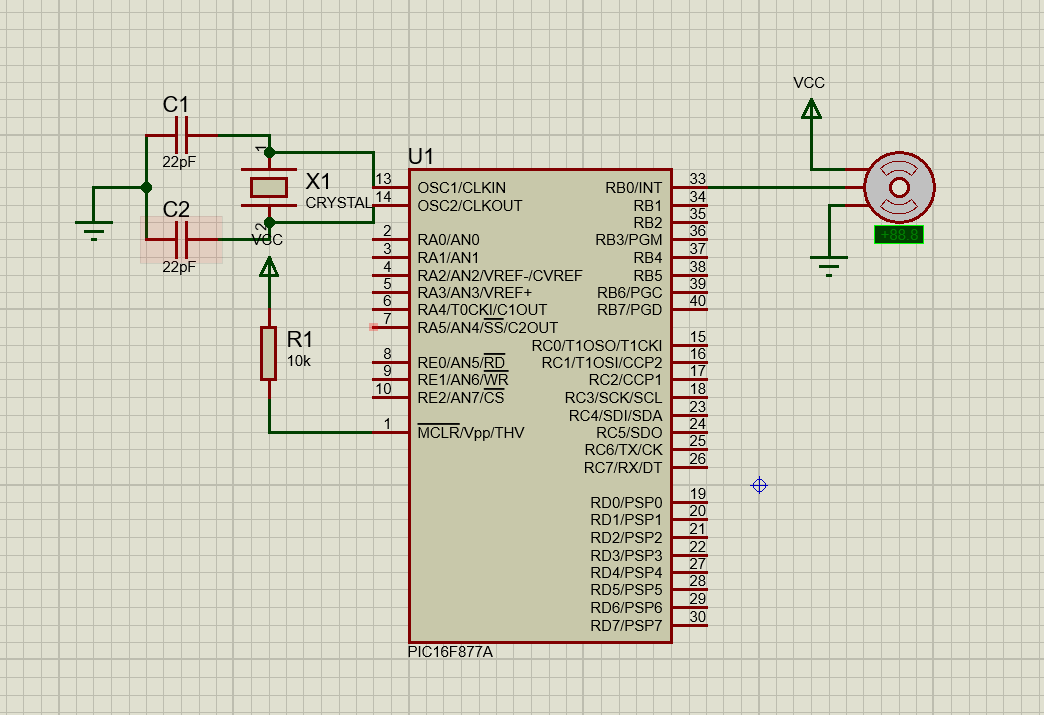 C1
22pF
1
X1
CRYSTAL
2
C2
22pF
VCC
R1
10k
U1
13 OSC1/CLKIN
14 OSC2/CLKOUT
2 RA0/AN0
3 RA1/AN1
4 RA2/AN2/VREF-/CVREF
5 RA3/AN3/VREF+
6 RA4/T0CKI/C1OUT
7 RA5/AN4/SS/C2OUT
8 RE0/AN5/RD
9 RE1/AN6/WR
10 RE2/AN7/CS
1 MCLR/Vpp/THV
RB0/INT 33
RB1 34
RB2 35
RB3/PGM 36
RB4 37
RB5 38
RB6/PGC 39
RB7/PGD 40
RC0/T1OSO/T1CKI 15
RC1/T1OSI/CCP2 16
RC2/CCP1 17
RC3/SCK/SCL 18
RC4/SDI/SDA 23
RC5/SDO 24
RC6/TX/CK 25
RC7/RX/DT 26
RD0/PSP0 19
RD1/PSP1 20
RD2/PSP2 21
RD3/PSP3 22
RD4/PSP4 27
RD5/PSP5 28
RD6/PSP6 29
RD7/PSP7 30
PIC16F877A
VCC
+88.8